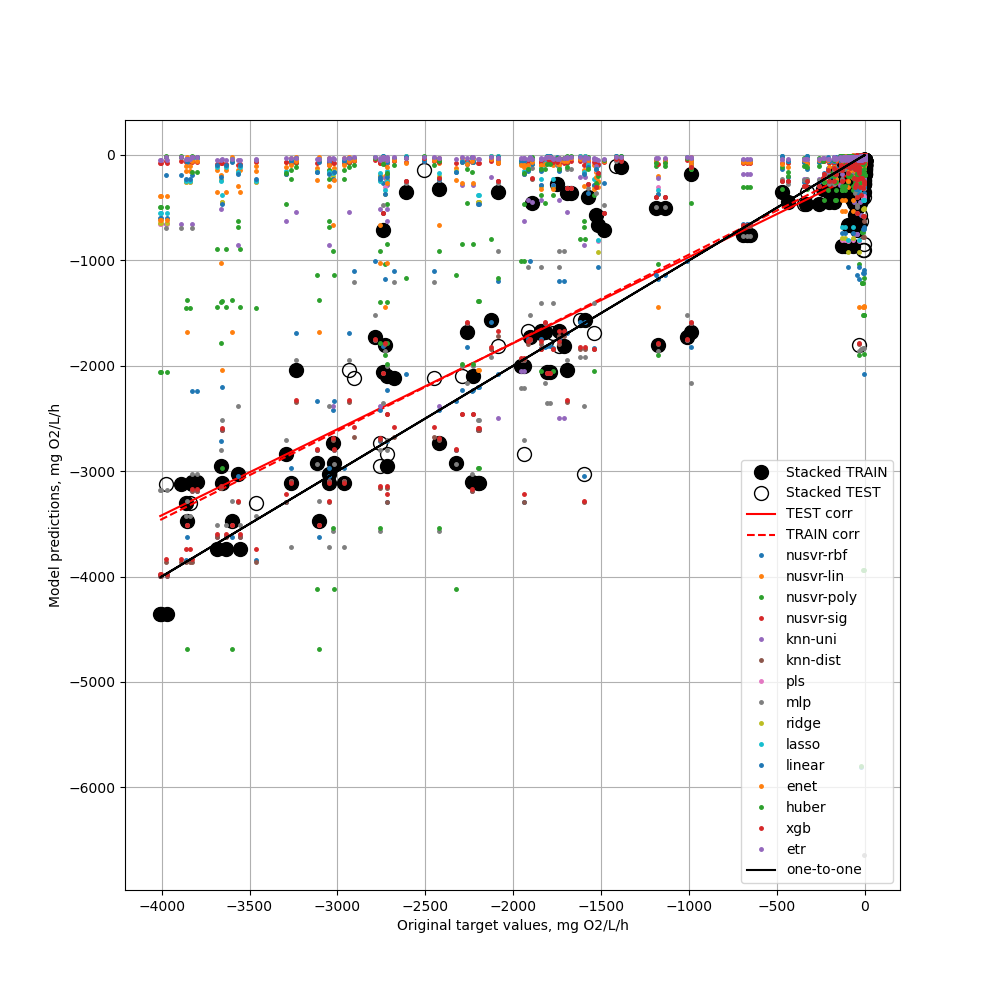 0
−1000
−2000
−3000
−4000
−5000
−6000
Model predictions, mg O2/L/h
−4000 −3500 −3000 −2500 −2000 −1500 −1000 −500 0
Original target values, mg O2/L/h
Stacked TRAIN
Stacked TEST
TEST corr
TRAIN corr
nusvr-rbf
nusvr-lin
nusvr-poly
nusvr-sig
knn-uni
knn-dist
pls
mlp
ridge
lasso
linear
enet
huber
xgb
etr
one-to-one